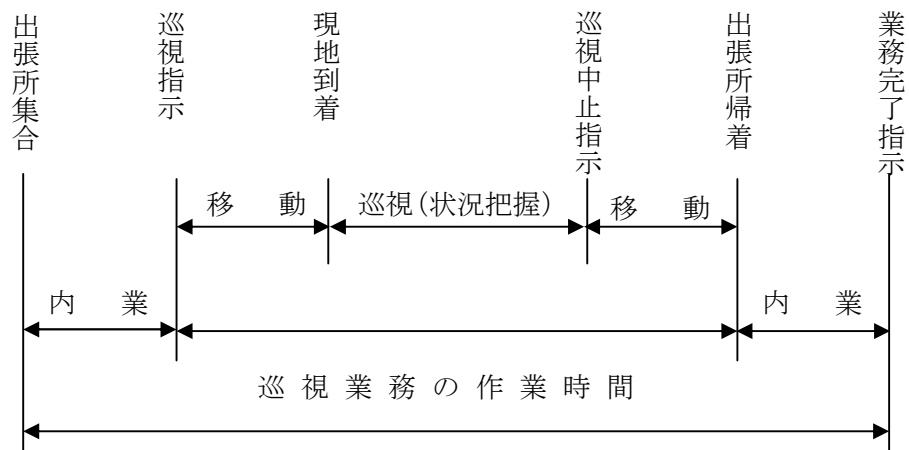 出張所集合
巡視指示
現地到着
巡視中止指示
出張所帰着
業務完了指示
移　動
巡視(状況把握)
移　動
内　業
内　業
巡視業務の作業時間